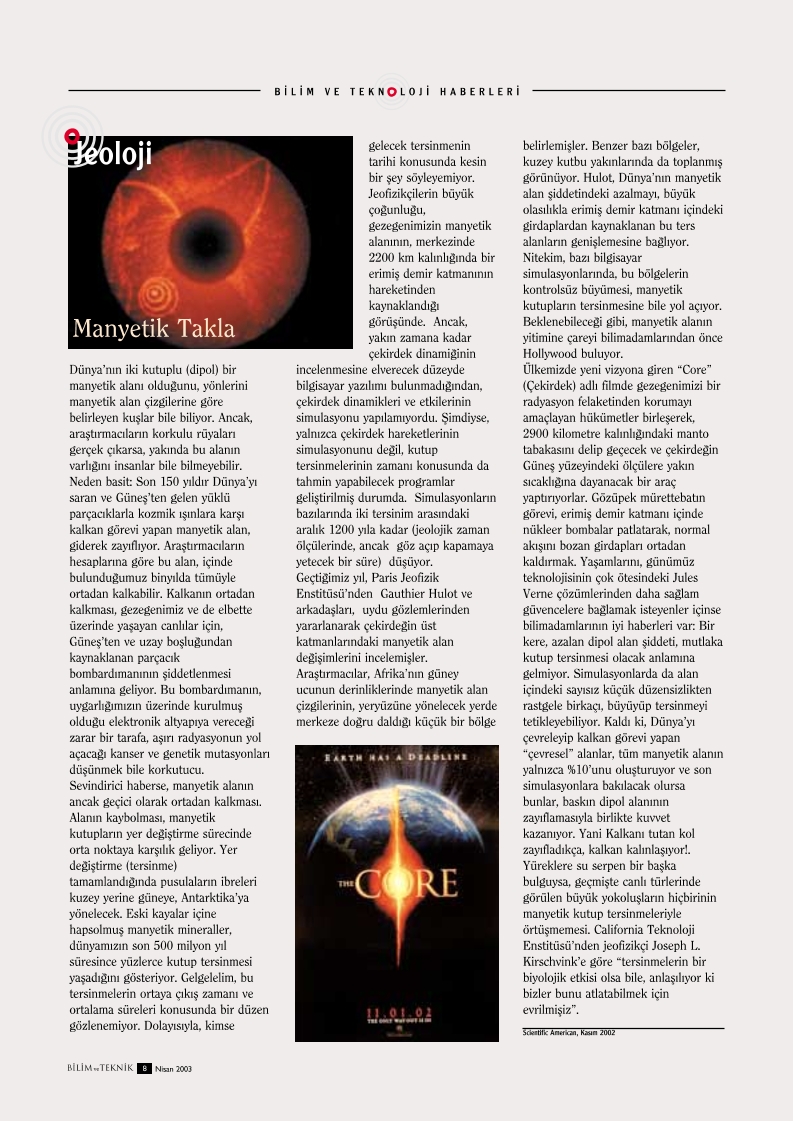 BİLİM VE TEKNOLOJİ HABERLERİ
Jeoloji
Manyetik Takla
Dünya’nın iki kutuplu (dipol) bir
manyetik alanı olduğunu, yönlerini
manyetik alan çizgilerine göre
belirleyen kuşlar bile biliyor. Ancak,
araştırmacıların korkulu rüyaları
gerçek çıkarsa, yakında bu alanın
varlığını insanlar bile bilmeyebilir.
Neden basit: Son 150 yıldır Dünya’yı
saran ve Güneş’ten gelen yüklü
parçacıklarla kozmik ışınlara karşı
kalkan görevi yapan manyetik alan,
giderek zayıflıyor. Araştırmacıların
hesaplarına göre bu alan, içinde
bulunduğumuz binyılda tümüyle
ortadan kalkabilir. Kalkanın ortadan
kalkması, gezegenimiz ve de elbette
üzerinde yaşayan canlılar için,
Güneş’ten ve uzay boşluğundan
kaynaklanan parçacık
bombardımanının şiddetlenmesi
anlamına geliyor. Bu bombardımanın,
uygarlığımızın üzerinde kurulmuş
olduğu elektronik altyapıya vereceği
zarar bir tarafa, aşırı radyasyonun yol
açacağı kanser ve genetik mutasyonları
düşünmek bile korkutucu.
Sevindirici haberse, manyetik alanın
ancak geçici olarak ortadan kalkması.
Alanın kaybolması, manyetik
kutupların yer değiştirme sürecinde
orta noktaya karşılık geliyor. Yer
değiştirme (tersinme)
tamamlandığında pusulaların ibreleri
kuzey yerine güneye, Antarktika’ya
yönelecek. Eski kayalar içine
hapsolmuş manyetik mineraller,
dünyamızın son 500 milyon yıl
süresince yüzlerce kutup tersinmesi
yaşadığını gösteriyor. Gelgelelim, bu
tersinmelerin ortaya çıkış zamanı ve
ortalama süreleri konusunda bir düzen
gözlenemiyor. Dolayısıyla, kimse
gelecek tersinmenin
tarihi konusunda kesin
bir şey söyleyemiyor.
Jeofizikçilerin büyük
çoğunluğu,
gezegenimizin manyetik
alanının, merkezinde
2200 km kalınlığında bir
erimiş demir katmanının
hareketinden
kaynaklandığı
görüşünde.  Ancak,
yakın zamana kadar
çekirdek dinamiğinin
incelenmesine elverecek düzeyde
bilgisayar yazılımı bulunmadığından,
çekirdek dinamikleri ve etkilerinin
simulasyonu yapılamıyordu. Şimdiyse,
yalnızca çekirdek hareketlerinin
simulasyonunu değil, kutup
tersinmelerinin zamanı konusunda da
tahmin yapabilecek programlar
geliştirilmiş durumda.  Simulasyonların
bazılarında iki tersinim arasındaki
aralık 1200 yıla kadar (jeolojik zaman
ölçülerinde, ancak  göz açıp kapamaya
yetecek bir süre)  düşüyor.
Geçtiğimiz yıl, Paris Jeofizik
Enstitüsü’nden  Gauthier Hulot ve
arkadaşları,  uydu gözlemlerinden
yararlanarak çekirdeğin üst
katmanlarındaki manyetik alan
değişimlerini incelemişler.
Araştırmacılar, Afrika’nın güney
ucunun derinliklerinde manyetik alan
çizgilerinin, yeryüzüne yönelecek yerde
merkeze doğru daldığı küçük bir bölge
EARTH HAS A DEADLINE
THE CORE
11.01.02
THE ONLY WAY OUT IS IN
belirlemişler. Benzer bazı bölgeler,
kuzey kutbu yakınlarında da toplanmış
görünüyor. Hulot, Dünya’nın manyetik
alan şiddetindeki azalmayı, büyük
olasılıkla erimiş demir katmanı içindeki
girdaplardan kaynaklanan bu ters
alanların genişlemesine bağlıyor.
Nitekim, bazı bilgisayar
simulasyonlarında, bu bölgelerin
kontrolsüz büyümesi, manyetik
kutupların tersinmesine bile yol açıyor.
Beklenebileceği gibi, manyetik alanın
yitimine çareyi bilimadamlarından önce
Hollywood buluyor.
Ülkemizde yeni vizyona giren “Core”
(Çekirdek) adlı filmde gezegenimizi bir
radyasyon felaketinden korumayı
amaçlayan hükümetler birleşerek,
2900 kilometre kalınlığındaki manto
tabakasını delip geçecek ve çekirdeğin
Güneş yüzeyindeki ölçülere yakın
sıcaklığına dayanacak bir araç
yaptırıyorlar. Gözüpek mürettebatın
görevi, erimiş demir katmanı içinde
nükleer bombalar patlatarak, normal
akışını bozan girdapları ortadan
kaldırmak. Yaşamlarını, günümüz
teknolojisinin çok ötesindeki Jules
Verne çözümlerinden daha sağlam
güvencelere bağlamak isteyenler içinse
bilimadamlarının iyi haberleri var: Bir
kere, azalan dipol alan şiddeti, mutlaka
kutup tersinmesi olacak anlamına
gelmiyor. Simulasyonlarda da alan
içindeki sayısız küçük düzensizlikten
rastgele birkaçı, büyüyüp tersinmeyi
tetikleyebiliyor. Kaldı ki, Dünya’yı
çevreleyip kalkan görevi yapan
“çevresel” alanlar, tüm manyetik alanın
yalnızca %10’unu oluşturuyor ve son
simulasyonlara bakılacak olursa
bunlar, baskın dipol alanının
zayıflamasıyla birlikte kuvvet
kazanıyor. Yani Kalkanı tutan kol
zayıfladıkça, kalkan kalınlaşıyor!.
Yüreklere su serpen bir başka
bulguysa, geçmişte canlı türlerinde
görülen büyük yokoluşların hiçbirinin
manyetik kutup tersinmeleriyle
örtüşmemesi. California Teknoloji
Enstitüsü’nden jeofizikçi Joseph L.
Kirschvink’e göre “tersinmelerin bir
biyolojik etkisi olsa bile, anlaşılıyor ki
bizler bunu atlatabilmek için
evrilmişiz”.
Scientific American, Kasım 2002
BİLİM ve TEKNİK 8 Nisan 2003